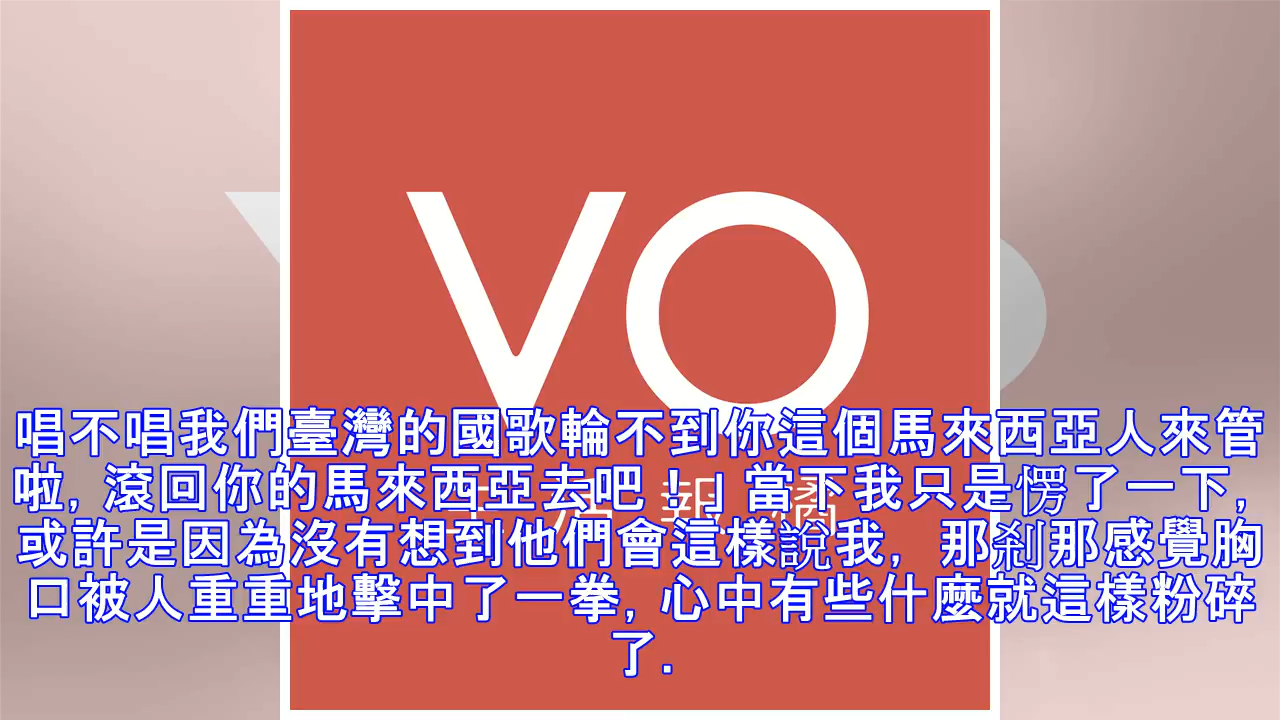 VO
唱不唱我們臺灣的國歌輪不到你這個馬來西亞人來管
啦, 滾回你的馬來西亞去吧！」當下我只是愣了一下,
或許是因為沒有想到他們會這樣說我, 那剎那感覺胸
口被人重重地擊中了一拳, 心中有些什麼就這樣粉碎
了.